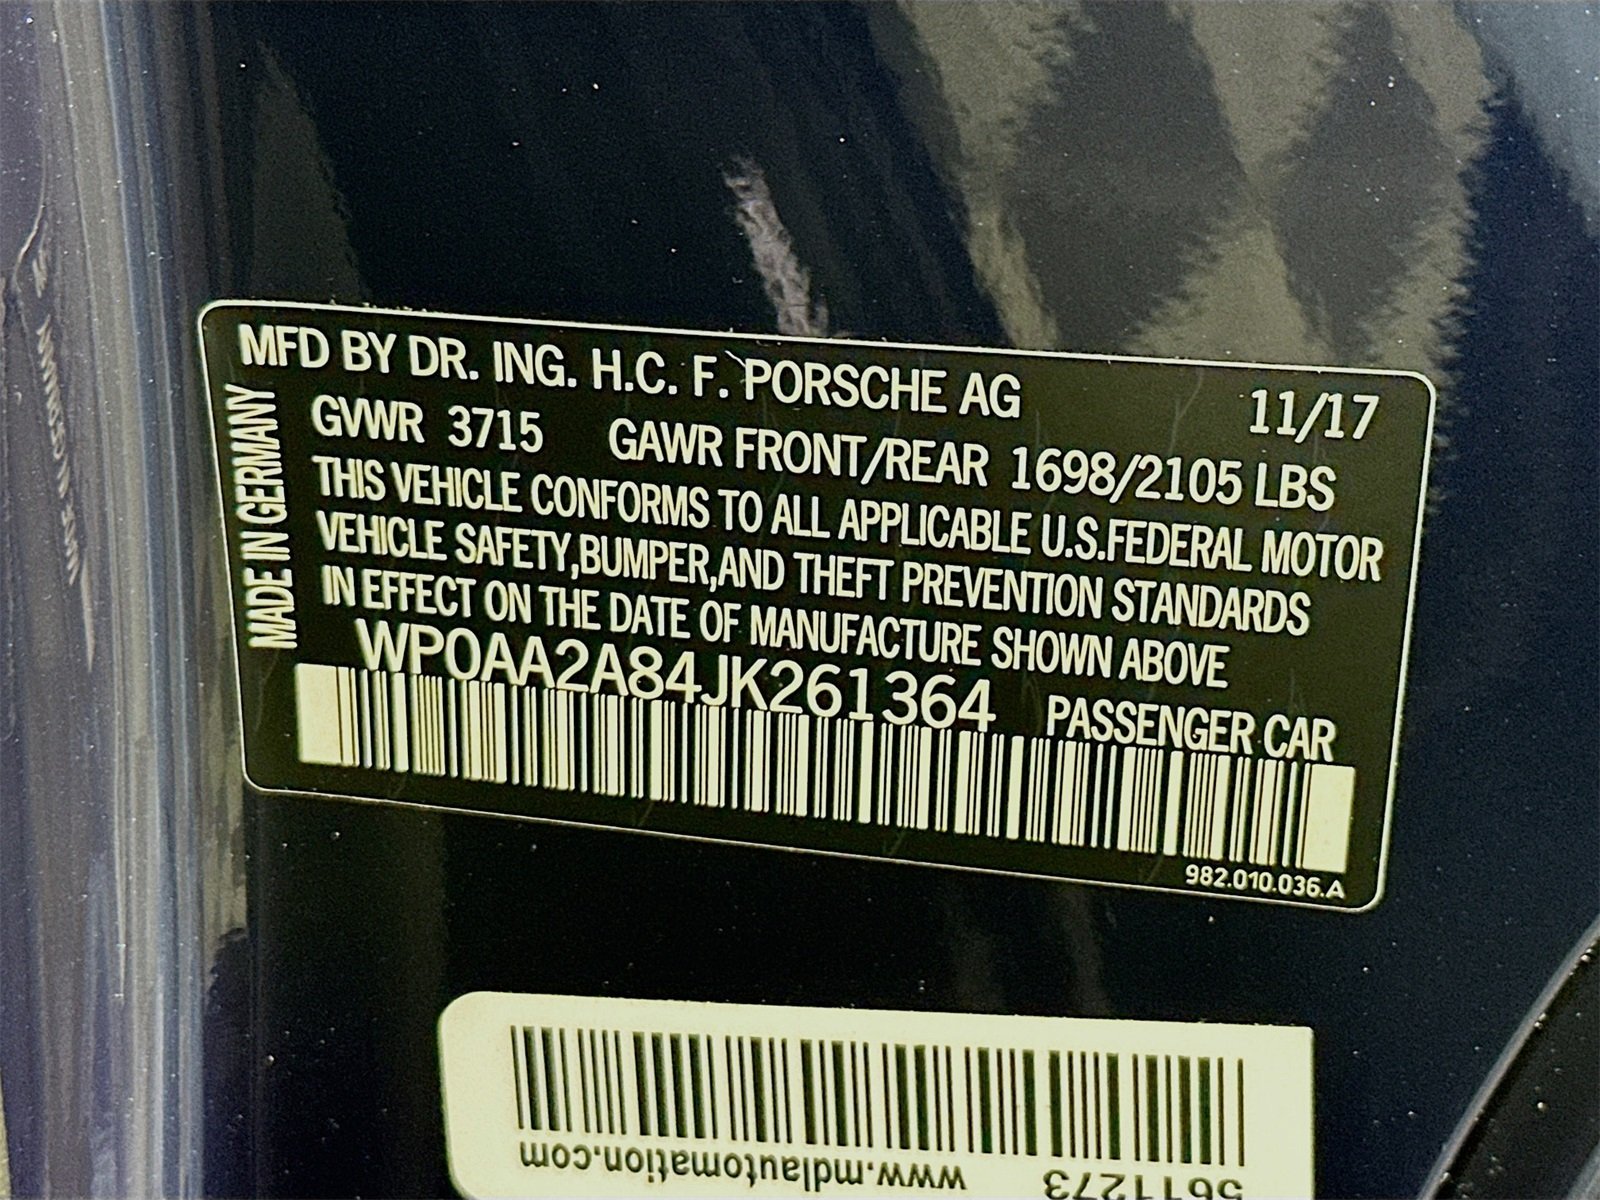 MFD BY DR. ING. H.C. F. PORSCHE AG 11/17
MADE IN GERMANY
GVWR 3715 GAWR FRONT/REAR 1698/2105 LBS
THIS VEHICLE CONFORMS TO ALL APPLICABLE U.S.FEDERAL MOTOR
VEHICLE SAFETY,BUMPER,AND THEFT PREVENTION STANDARDS
IN EFFECT ON THE DATE OF MANUFACTURE SHOWN ABOVE
WP0AA2A84JK261364 PASSENGER CAR
982.010.036.A
5611273 www.mdlautomation.com